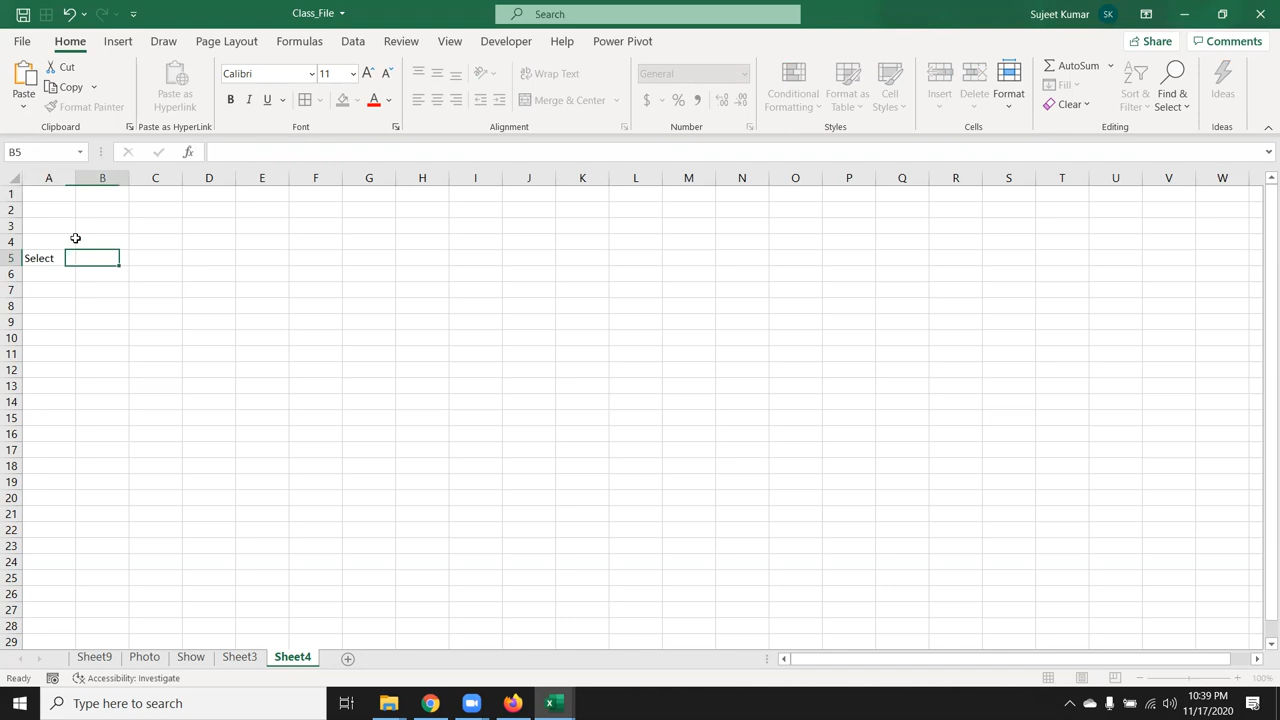 Class_File
Search
Sujeet Kumar
SK
File Home Insert Draw Page Layout Formulas Data Review View Developer Help Power Pivot
Share
Comments
Paste
Cut
Copy
Format Painter
Clipboard
Paste as Hyperlink
Paste as HyperLink
Calibri 11
B I U
Font
Wrap Text
Merge & Center
Alignment
General
$ % ,
Number
Conditional Formatting
Format as Table
Cell Styles
Styles
Insert
Delete
Format
Cells
AutoSum
Fill
Clear
Sort & Filter
Find & Select
Editing
Ideas
Ideas
B5
fx
A B C D E F G H I J K L M N O P Q R S T U V W
1
2
3
4
5 Select
6
7
8
9
10
11
12
13
14
15
16
17
18
19
20
21
22
23
24
25
26
27
28
29
Sheet9 Photo Show Sheet3 Sheet4
Ready
Accessibility: Investigate
100%
Type here to search
10:39 PM
11/17/2020